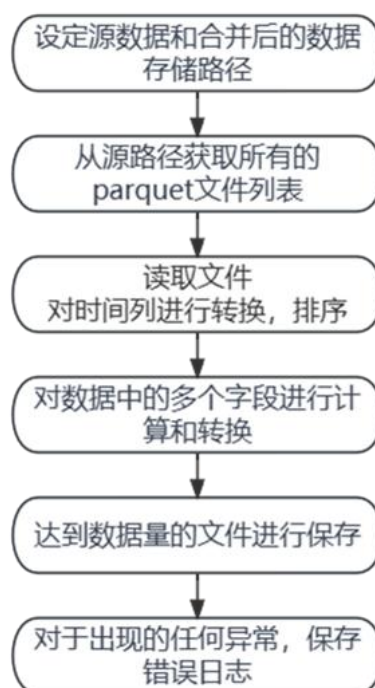 设定源数据和合并后的数据
存储路径
从源路径获取所有的
parquet文件列表
读取文件
对时间列进行转换，排序
对数据中的多个字段进行计
算和转换
达到数据量的文件进行保存
对于出现的任何异常，保存
错误日志